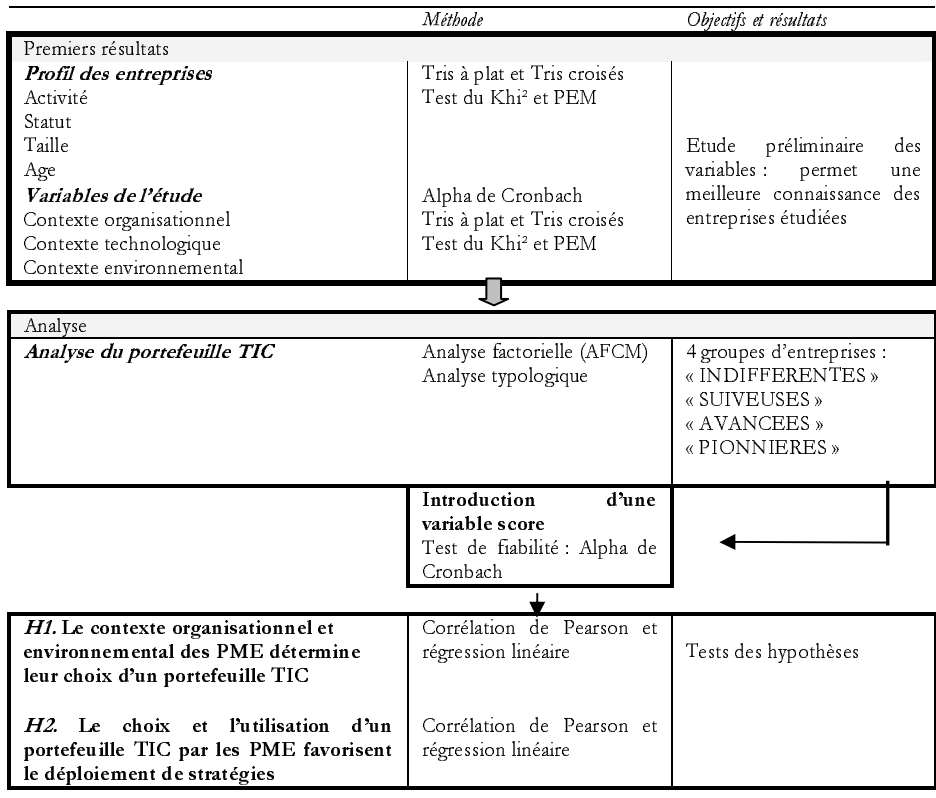 Méthode
Objectifs et résultats
Premiers résultats
Profil des entreprises
Activité
Statut
Taille
Age
Variables de l'étude
Contexte organisationnel
Contexte technologique
Contexte environnemental
Tris à plat et Tris croisés
Test du Khi² et PEM
Alpha de Cronbach
Tris à plat et Tris croisés
Test du Khi² et PEM
Etude préliminaire des
variables : permet une
meilleure connaissance des
entreprises étudiées
Analyse
Analyse du portefeuille TIC
Analyse factorielle (AFCM)
Analyse typologique
4 groupes d'entreprises :
« INDIFFERENTES »
« SUIVEUSES »
« AVANCEES »
« PIONNIERES »
Introduction d'une
variable score
Test de fiabilité : Alpha de
Cronbach
H1. Le contexte organisationnel et
environnemental des PME détermine
leur choix d'un portefeuille TIC
Corrélation de Pearson et
régression linéaire
Tests des hypothèses
H2. Le choix et l'utilisation d'un
portefeuille TIC par les PME favorisent
le déploiement de stratégies
Corrélation de Pearson et
régression linéaire